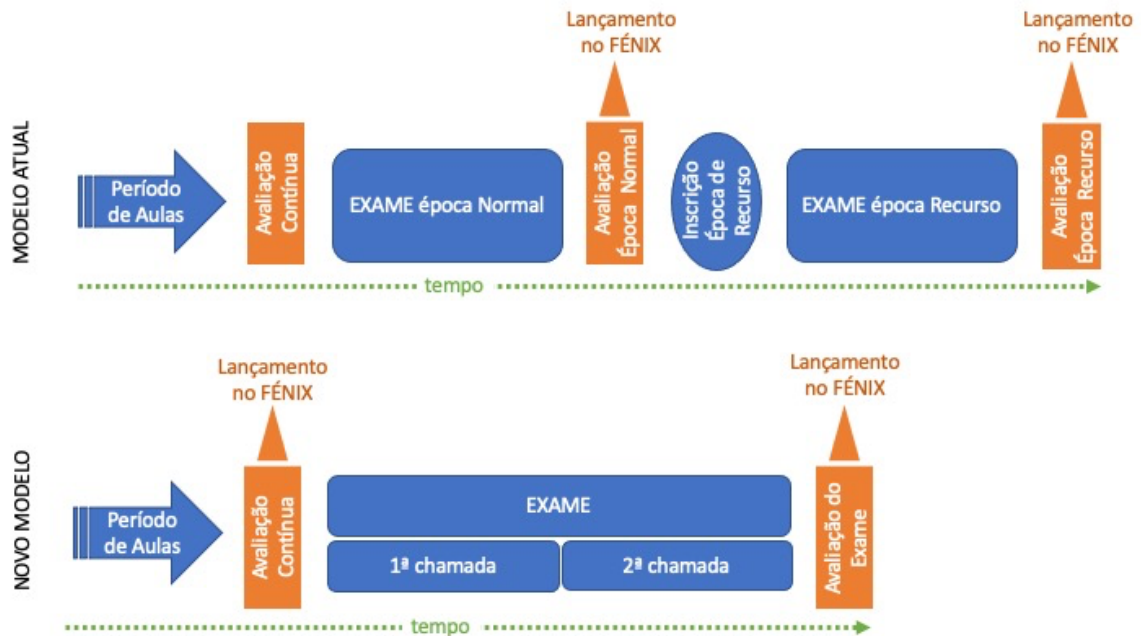 MODELO ATUAL
Período
de Aulas
Avaliação
Contínua
EXAME época Normal
Lançamento
no FÉNIX
Avaliação
Época Normal
Inscrição
Época de
Recurso
EXAME época Recurso
Lançamento
no FÉNIX
Avaliação
Época Recurso
tempo
NOVO MODELO
Período
de Aulas
Lançamento
no FÉNIX
Avaliação
Contínua
EXAME
1ª chamada
2ª chamada
Lançamento
no FÉNIX
Avaliação do
Exame
tempo